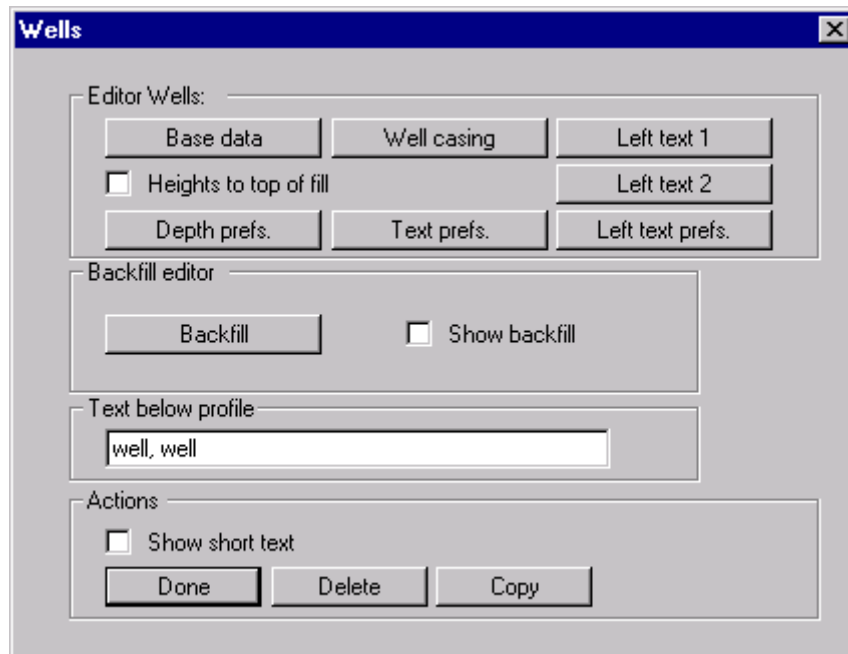 Wells
Editor Wells:
Base data Well casing Left text 1
Heights to top of fill Left text 2
Depth prefs. Text prefs. Left text prefs.
Backfill editor
Backfill Show backfill
Text below profile
well, well
Actions
Show short text
Done Delete Copy